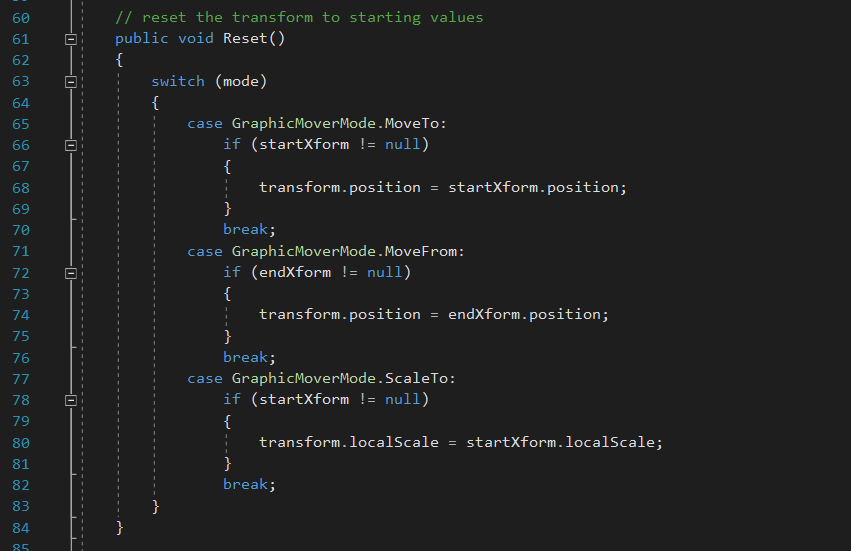 60 // reset the transform to starting values
61 public void Reset()
62 {
63 switch (mode)
64 {
65 case GraphicMoverMode.MoveTo:
66 if (startXform != null)
67 {
68 transform.position = startXform.position;
69 }
70 break;
71 case GraphicMoverMode.MoveFrom:
72 if (endXform != null)
73 {
74 transform.position = endXform.position;
75 }
76 break;
77 case GraphicMoverMode.ScaleTo:
78 if (startXform != null)
79 {
80 transform.localScale = startXform.localScale;
81 }
82 break;
83 }
84 }
85